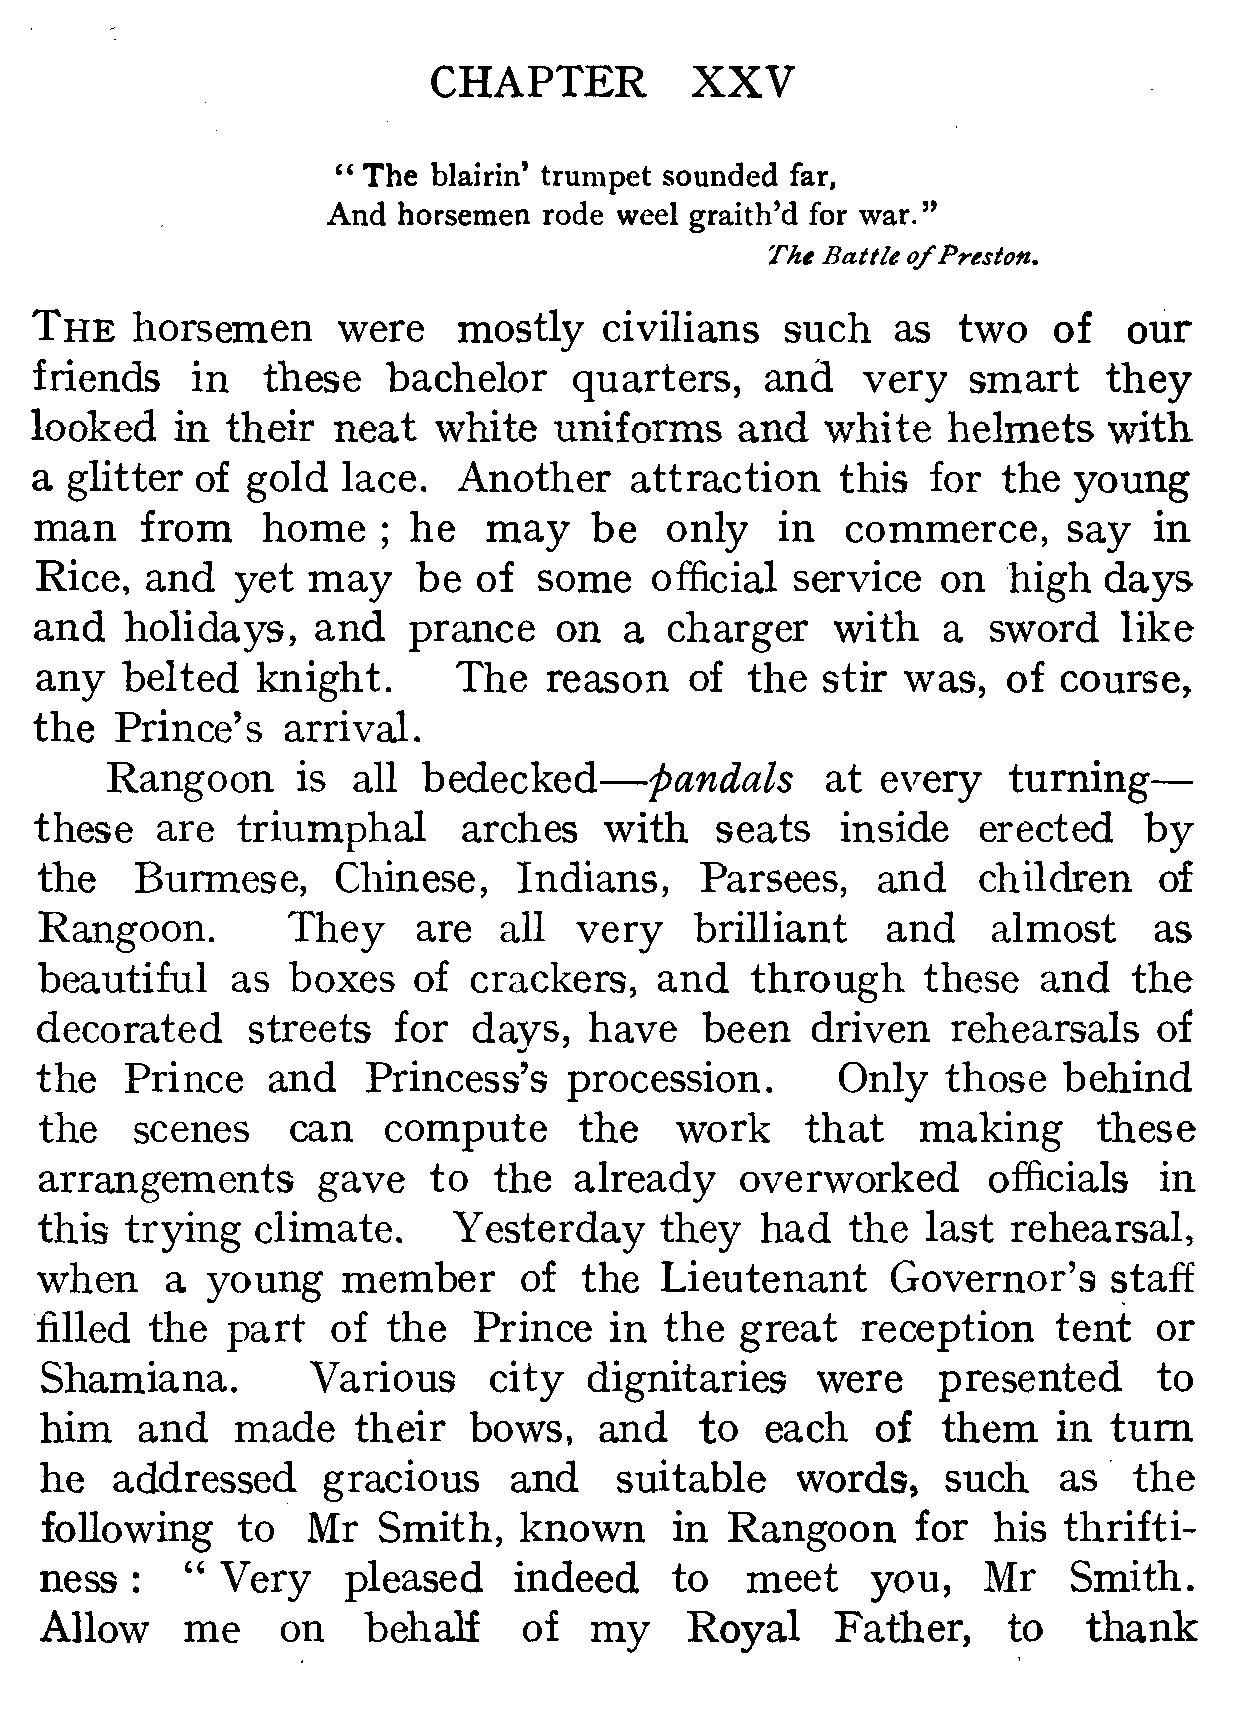 CHAPTER XXV
“ The blairin’ trumpet sounded far,
And horsemen rode weel graith’d for war.”
The Battle of Preston.
THE horsemen were mostly civilians such as two of our
friends in these bachelor quarters, and very smart they
looked in their neat white uniforms and white helmets with
a glitter of gold lace. Another attraction this for the young
man from home ; he may be only in commerce, say in
Rice, and yet may be of some official service on high days
and holidays, and prance on a charger with a sword like
any belted knight. The reason of the stir was, of course,
the Prince’s arrival.
Rangoon is all bedecked—pandals at every turning—
these are triumphal arches with seats inside erected by
the Burmese, Chinese, Indians, Parsees, and children of
Rangoon. They are all very brilliant and almost as
beautiful as boxes of crackers, and through these and the
decorated streets for days, have been driven rehearsals of
the Prince and Princess’s procession. Only those behind
the scenes can compute the work that making these
arrangements gave to the already overworked officials in
this trying climate. Yesterday they had the last rehearsal,
when a young member of the Lieutenant Governor’s staff
filled the part of the Prince in the great reception tent or
Shamiana. Various city dignitaries were presented to
him and made their bows, and to each of them in turn
he addressed gracious and suitable words, such as the
following to Mr Smith, known in Rangoon for his thrifti-
ness : “ Very pleased indeed to meet you, Mr Smith.
Allow me on behalf of my Royal Father, to thank